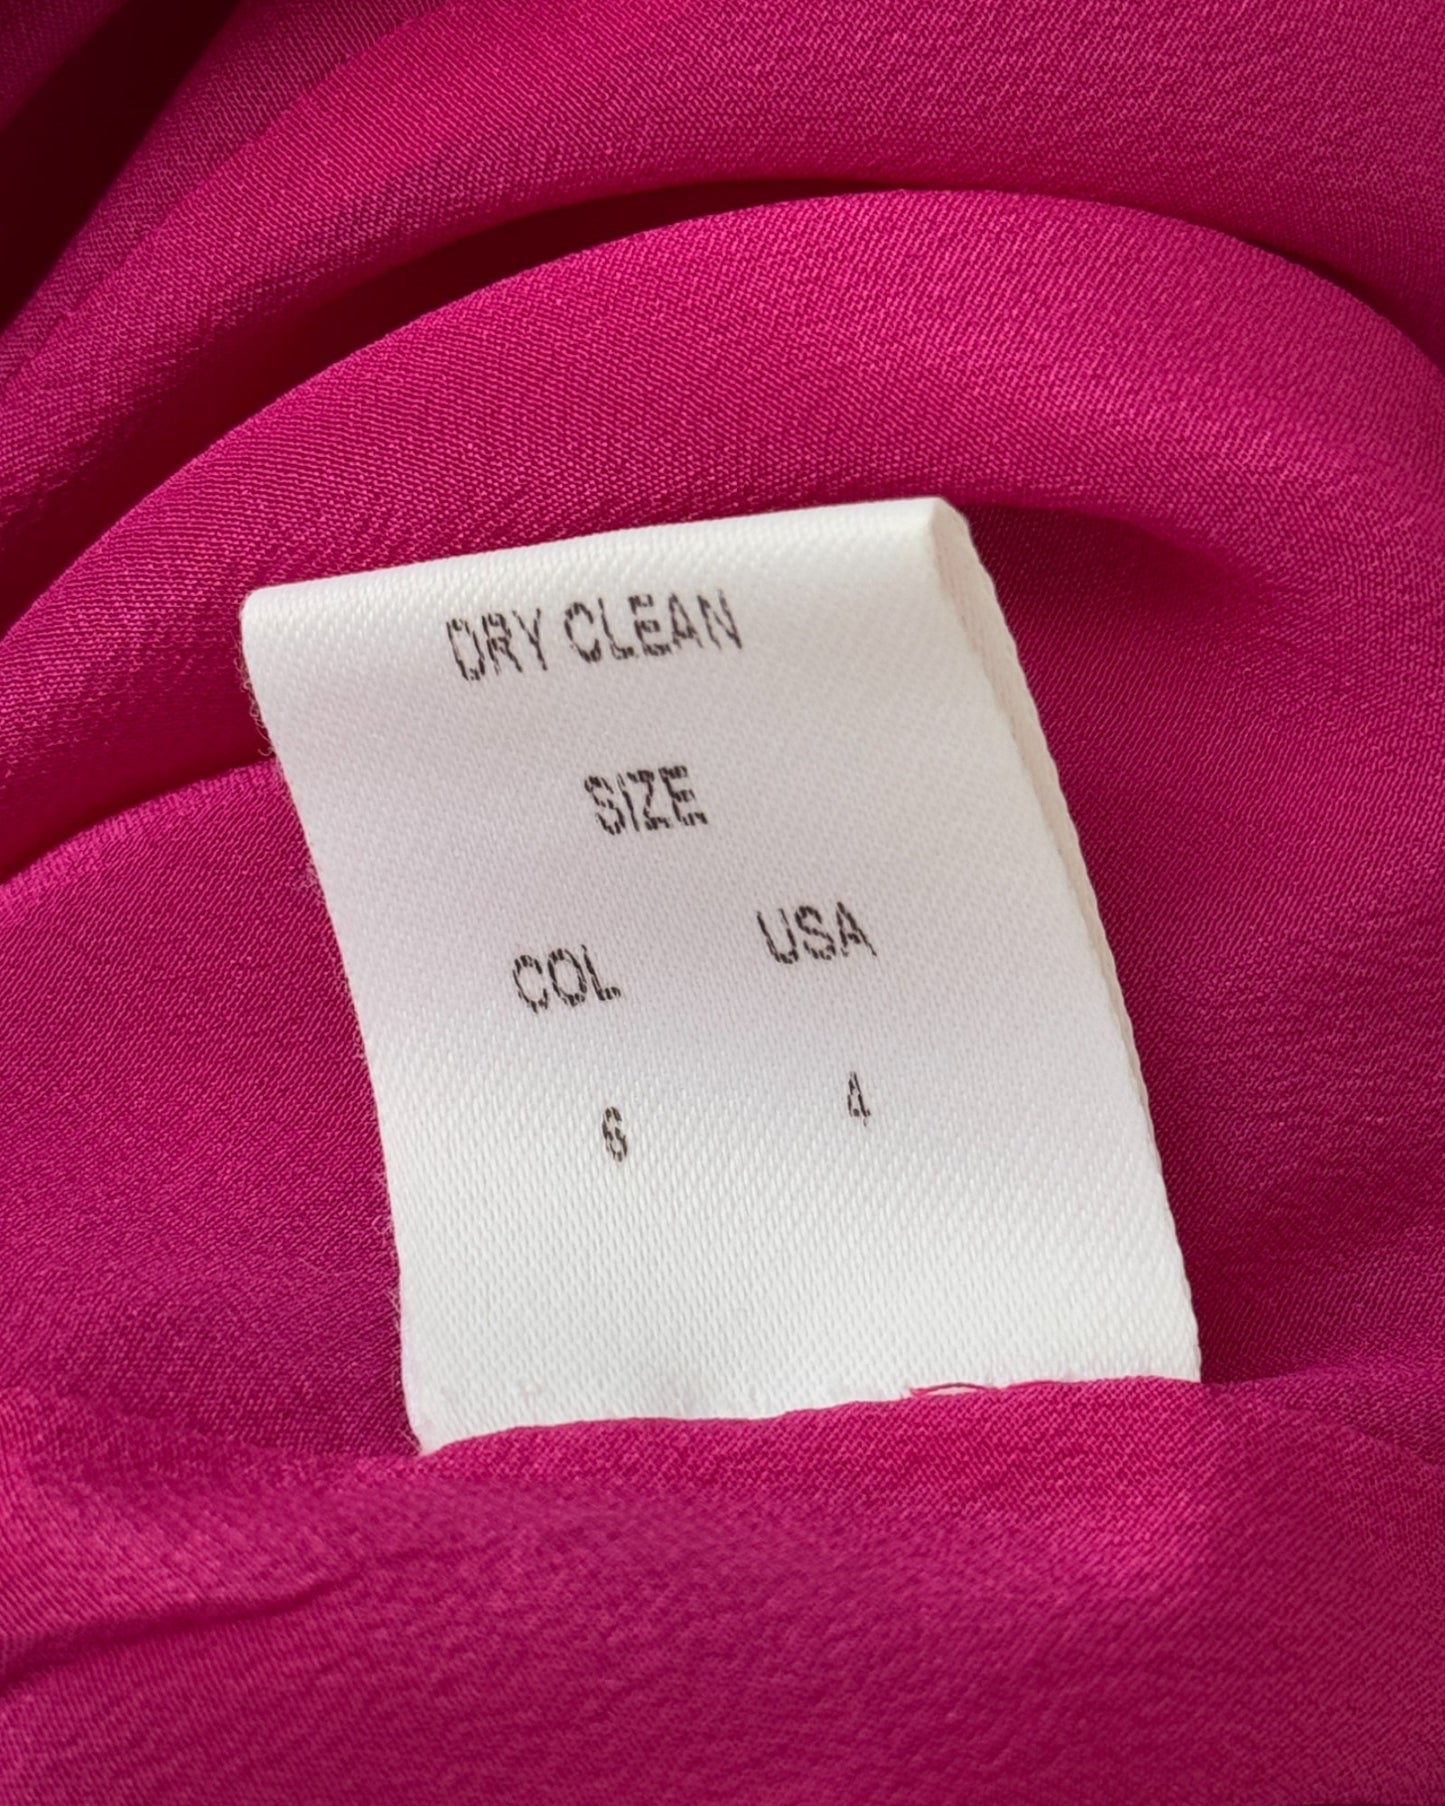 DRY CLEAN
SIZE
COL USA
6 4